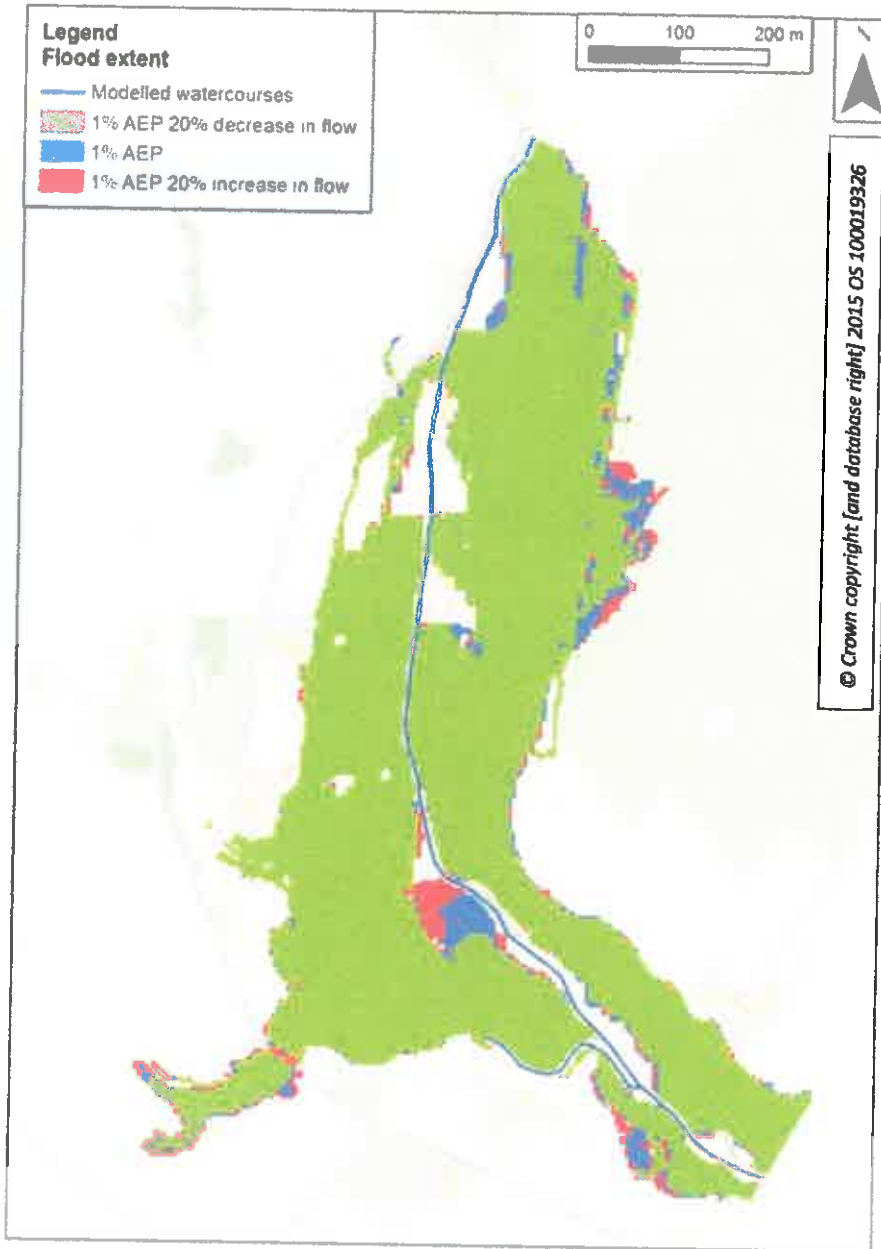 Legend
Flood extent
Modelled watercourses
1% AEP 20% decrease in flow
1% AEP
1% AEP 20% increase in flow
0 100 200 m
© Crown copyright [and database right] 2015 OS 100019326